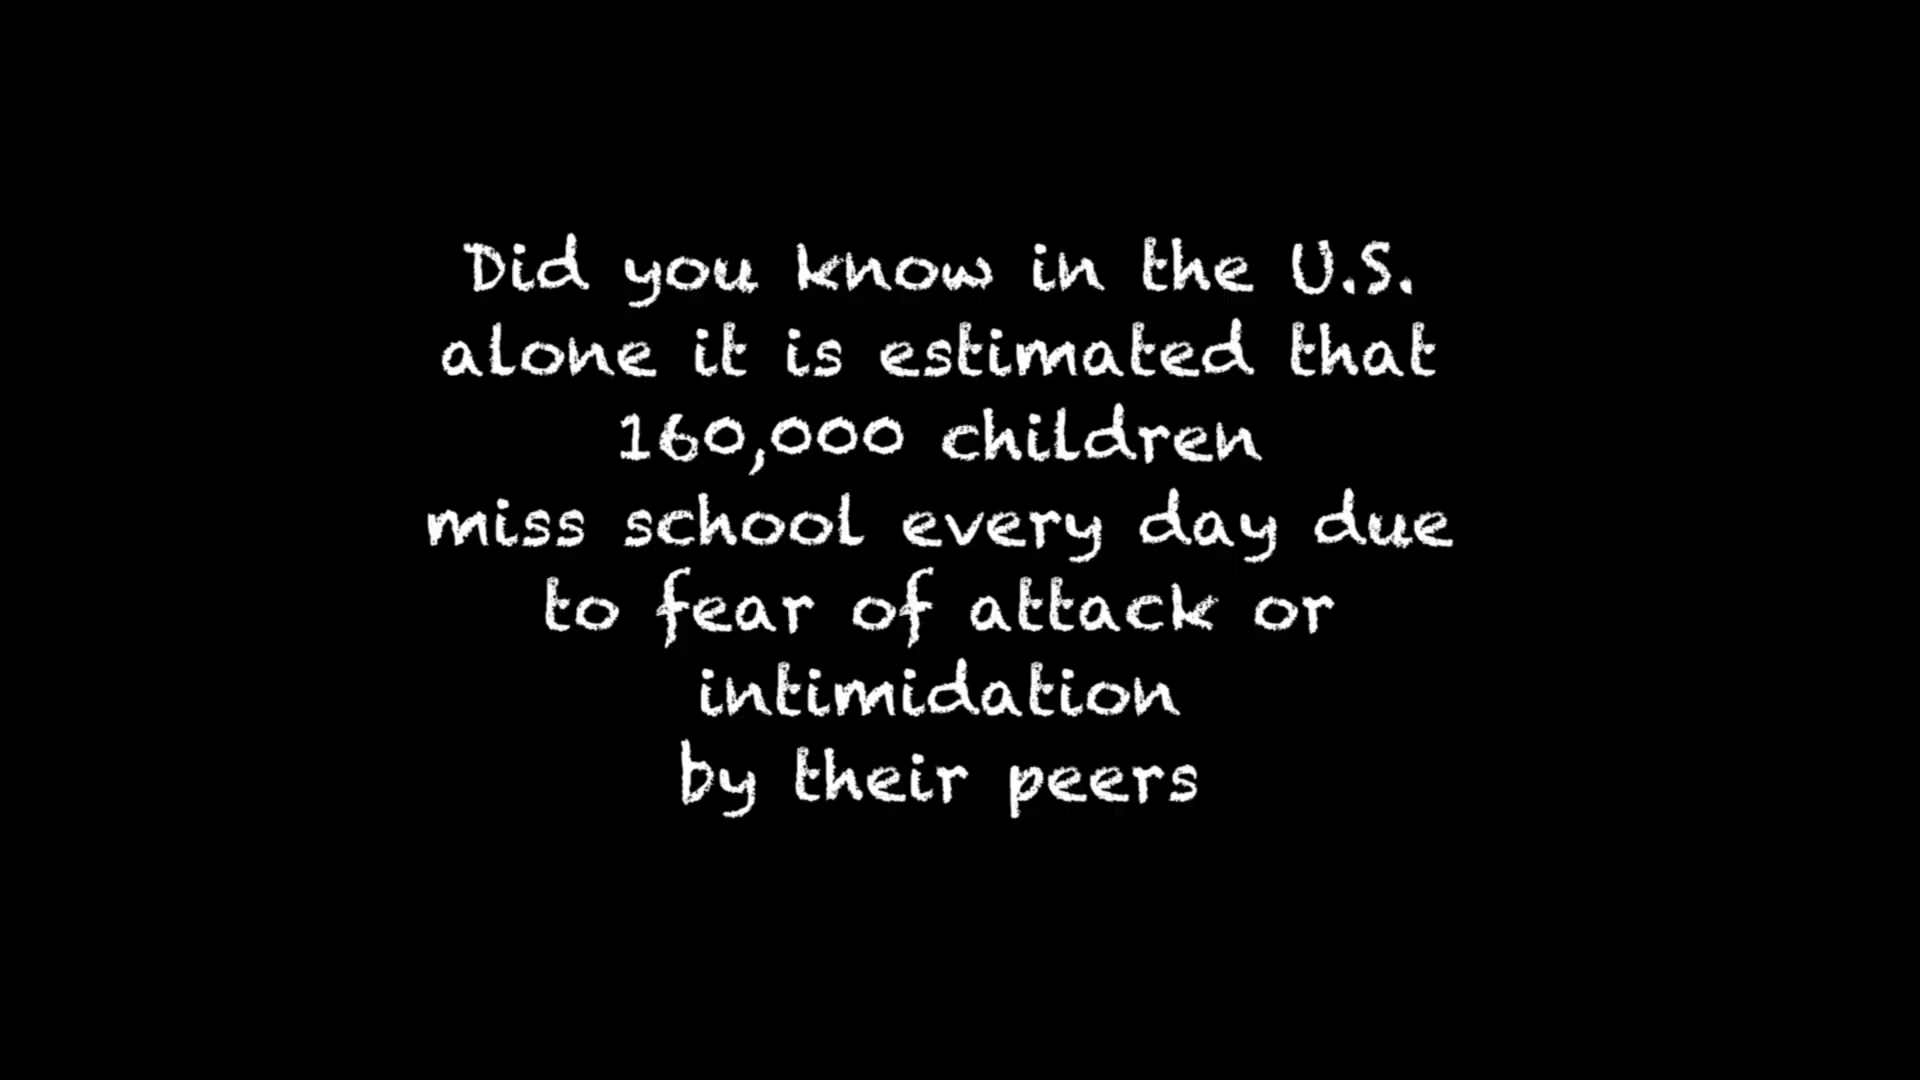 Did you know in the U.S.
alone it is estimated that
160,000 children
miss school every day due
to fear of attack or
intimidation
by their peers